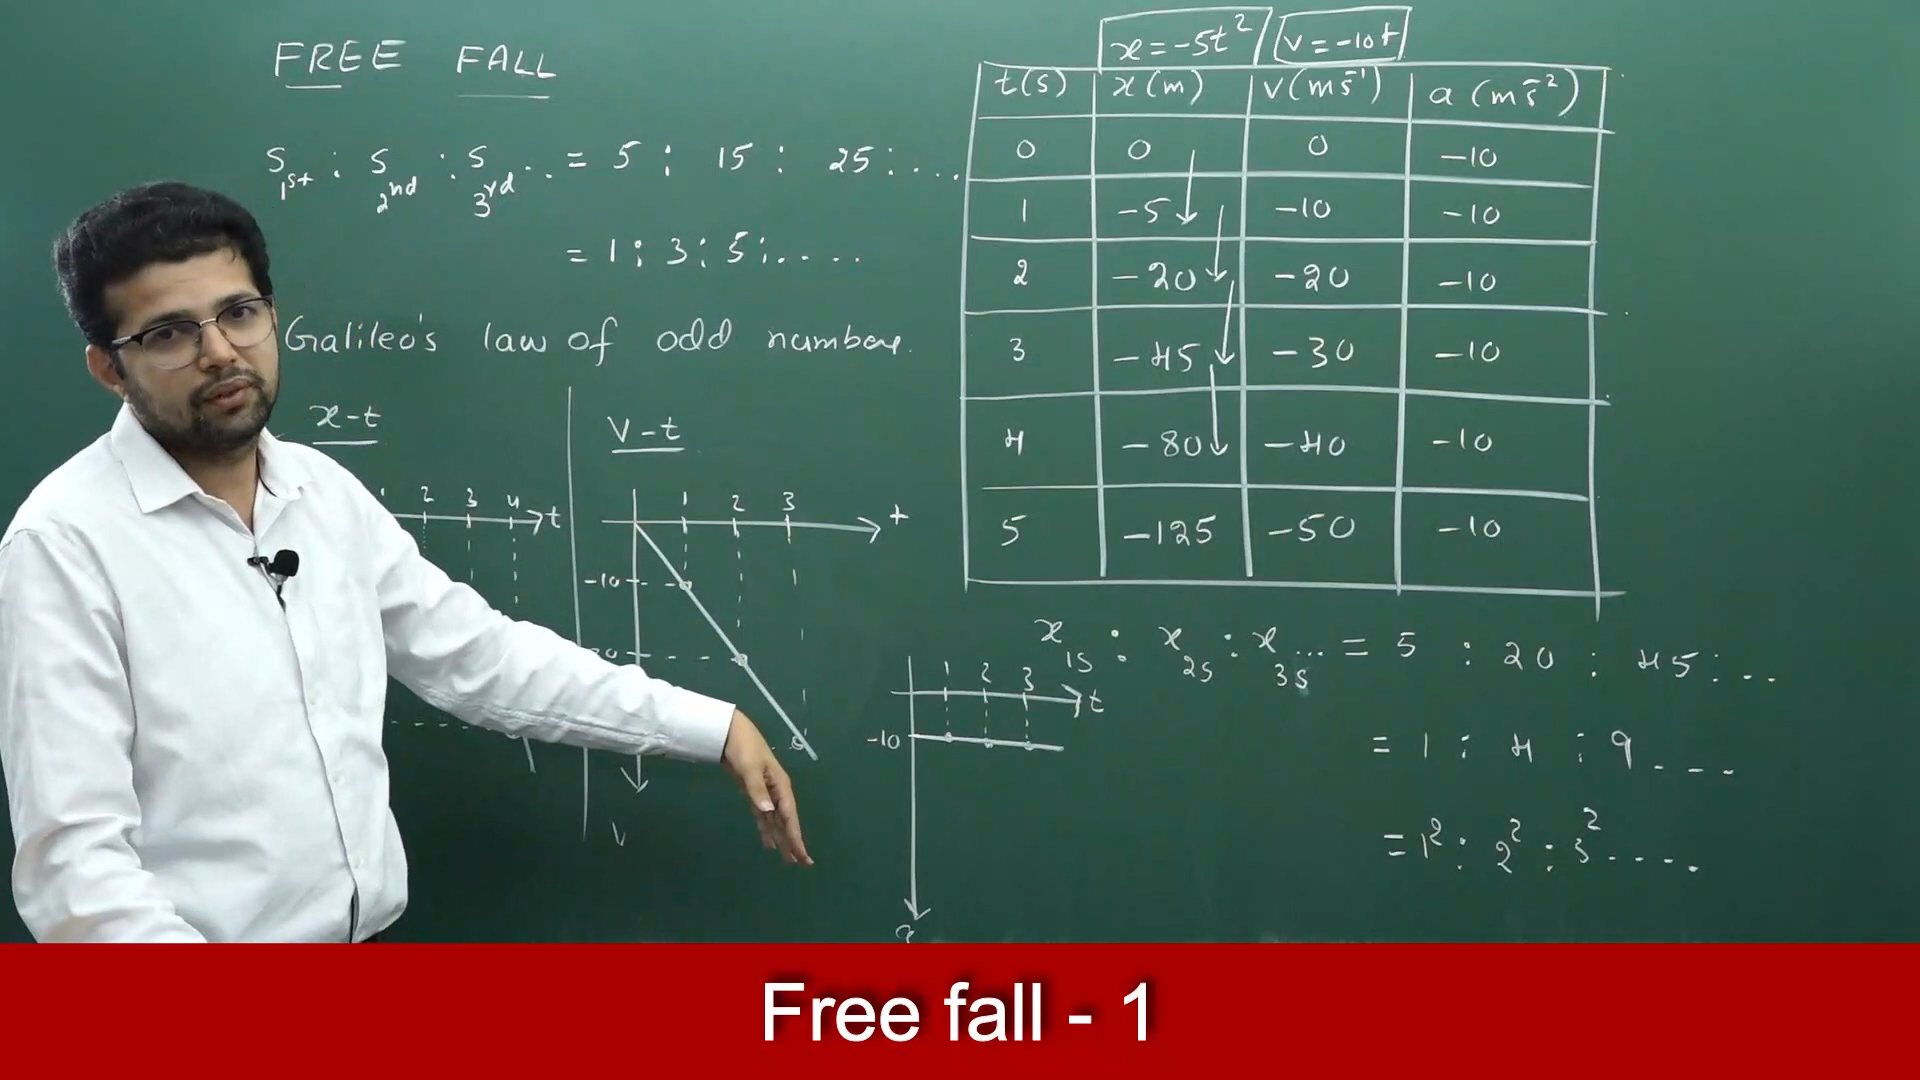 FREE FALL
S1st : S2nd : S3rd .. = 5 : 15 : 25 : ....
= 1 : 3 : 5 : ....
Galileo's law of odd numbers.
x-t
2 3 4 t
V-t
1 2 3 t
-10
V
x = -5t² v = -10t
t(s) x(m) v(ms⁻¹) a(ms⁻²)
0 0 0 -10
1 -5 -10 -10
2 -20 -20 -10
3 -45 -30 -10
4 -80 -40 -10
5 -125 -50 -10
x1s : x2s : x3s ... = 5 : 20 : 45 : ..
= 1 : 4 : 9 ...
= 1² : 2² : 3² ....
1 2 3 t
-10
Free fall - 1